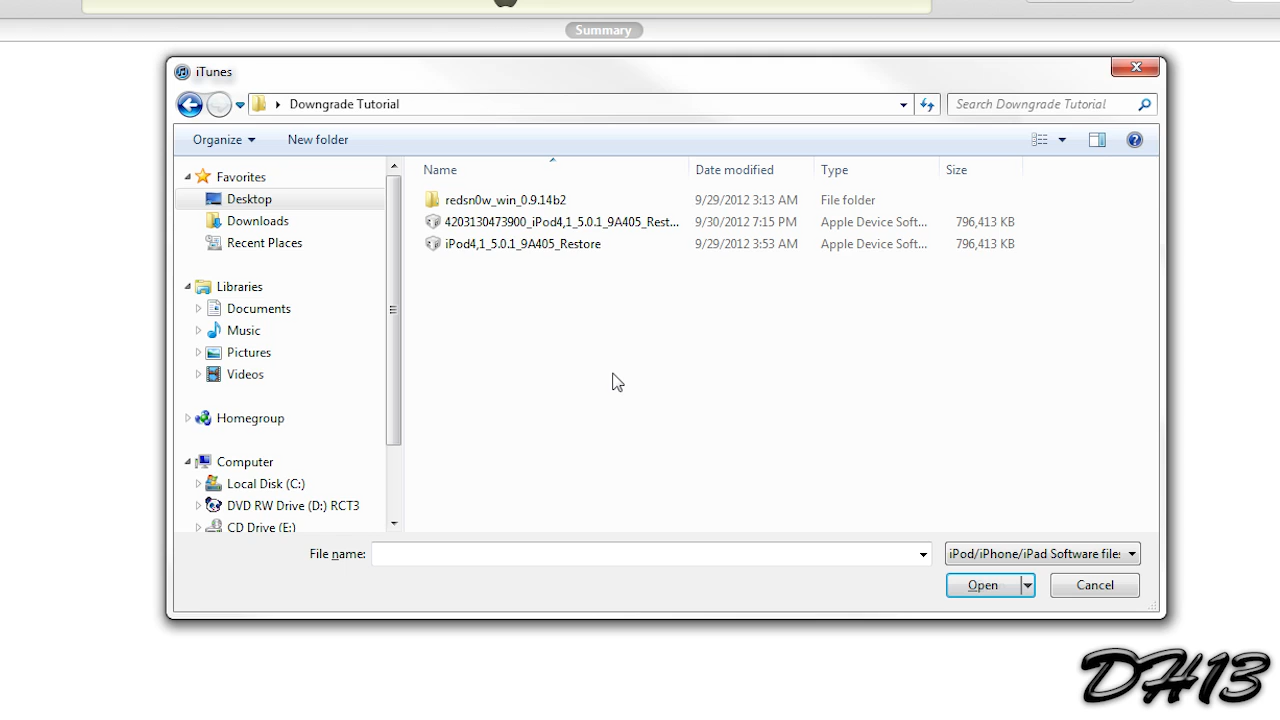 Summary
iTunes
Downgrade Tutorial
Search Downgrade Tutorial
Organize
New folder
Name
Date modified
Type
Size
Favorites
Desktop
Downloads
Recent Places
Libraries
Documents
Music
Pictures
Videos
Homegroup
Computer
Local Disk (C:)
DVD RW Drive (D:) RCT3
CD Drive (E:)
redsn0w_win_0.9.14b2 9/29/2012 3:13 AM File folder
4203130473900_iPod4,1_5.0.1_9A405_Rest... 9/30/2012 7:15 PM Apple Device Soft... 796,413 KB
iPod4,1_5.0.1_9A405_Restore 9/29/2012 3:53 AM Apple Device Soft... 796,413 KB
File name:
iPod/iPhone/iPad Software files
Open
Cancel
DH13